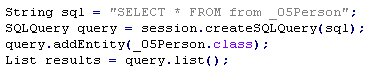 String sql = "SELECT * FROM from _05Person";
SQLQuery query = session.createSQLQuery(sql);
query.addEntity(_05Person.class);
List results = query.list();